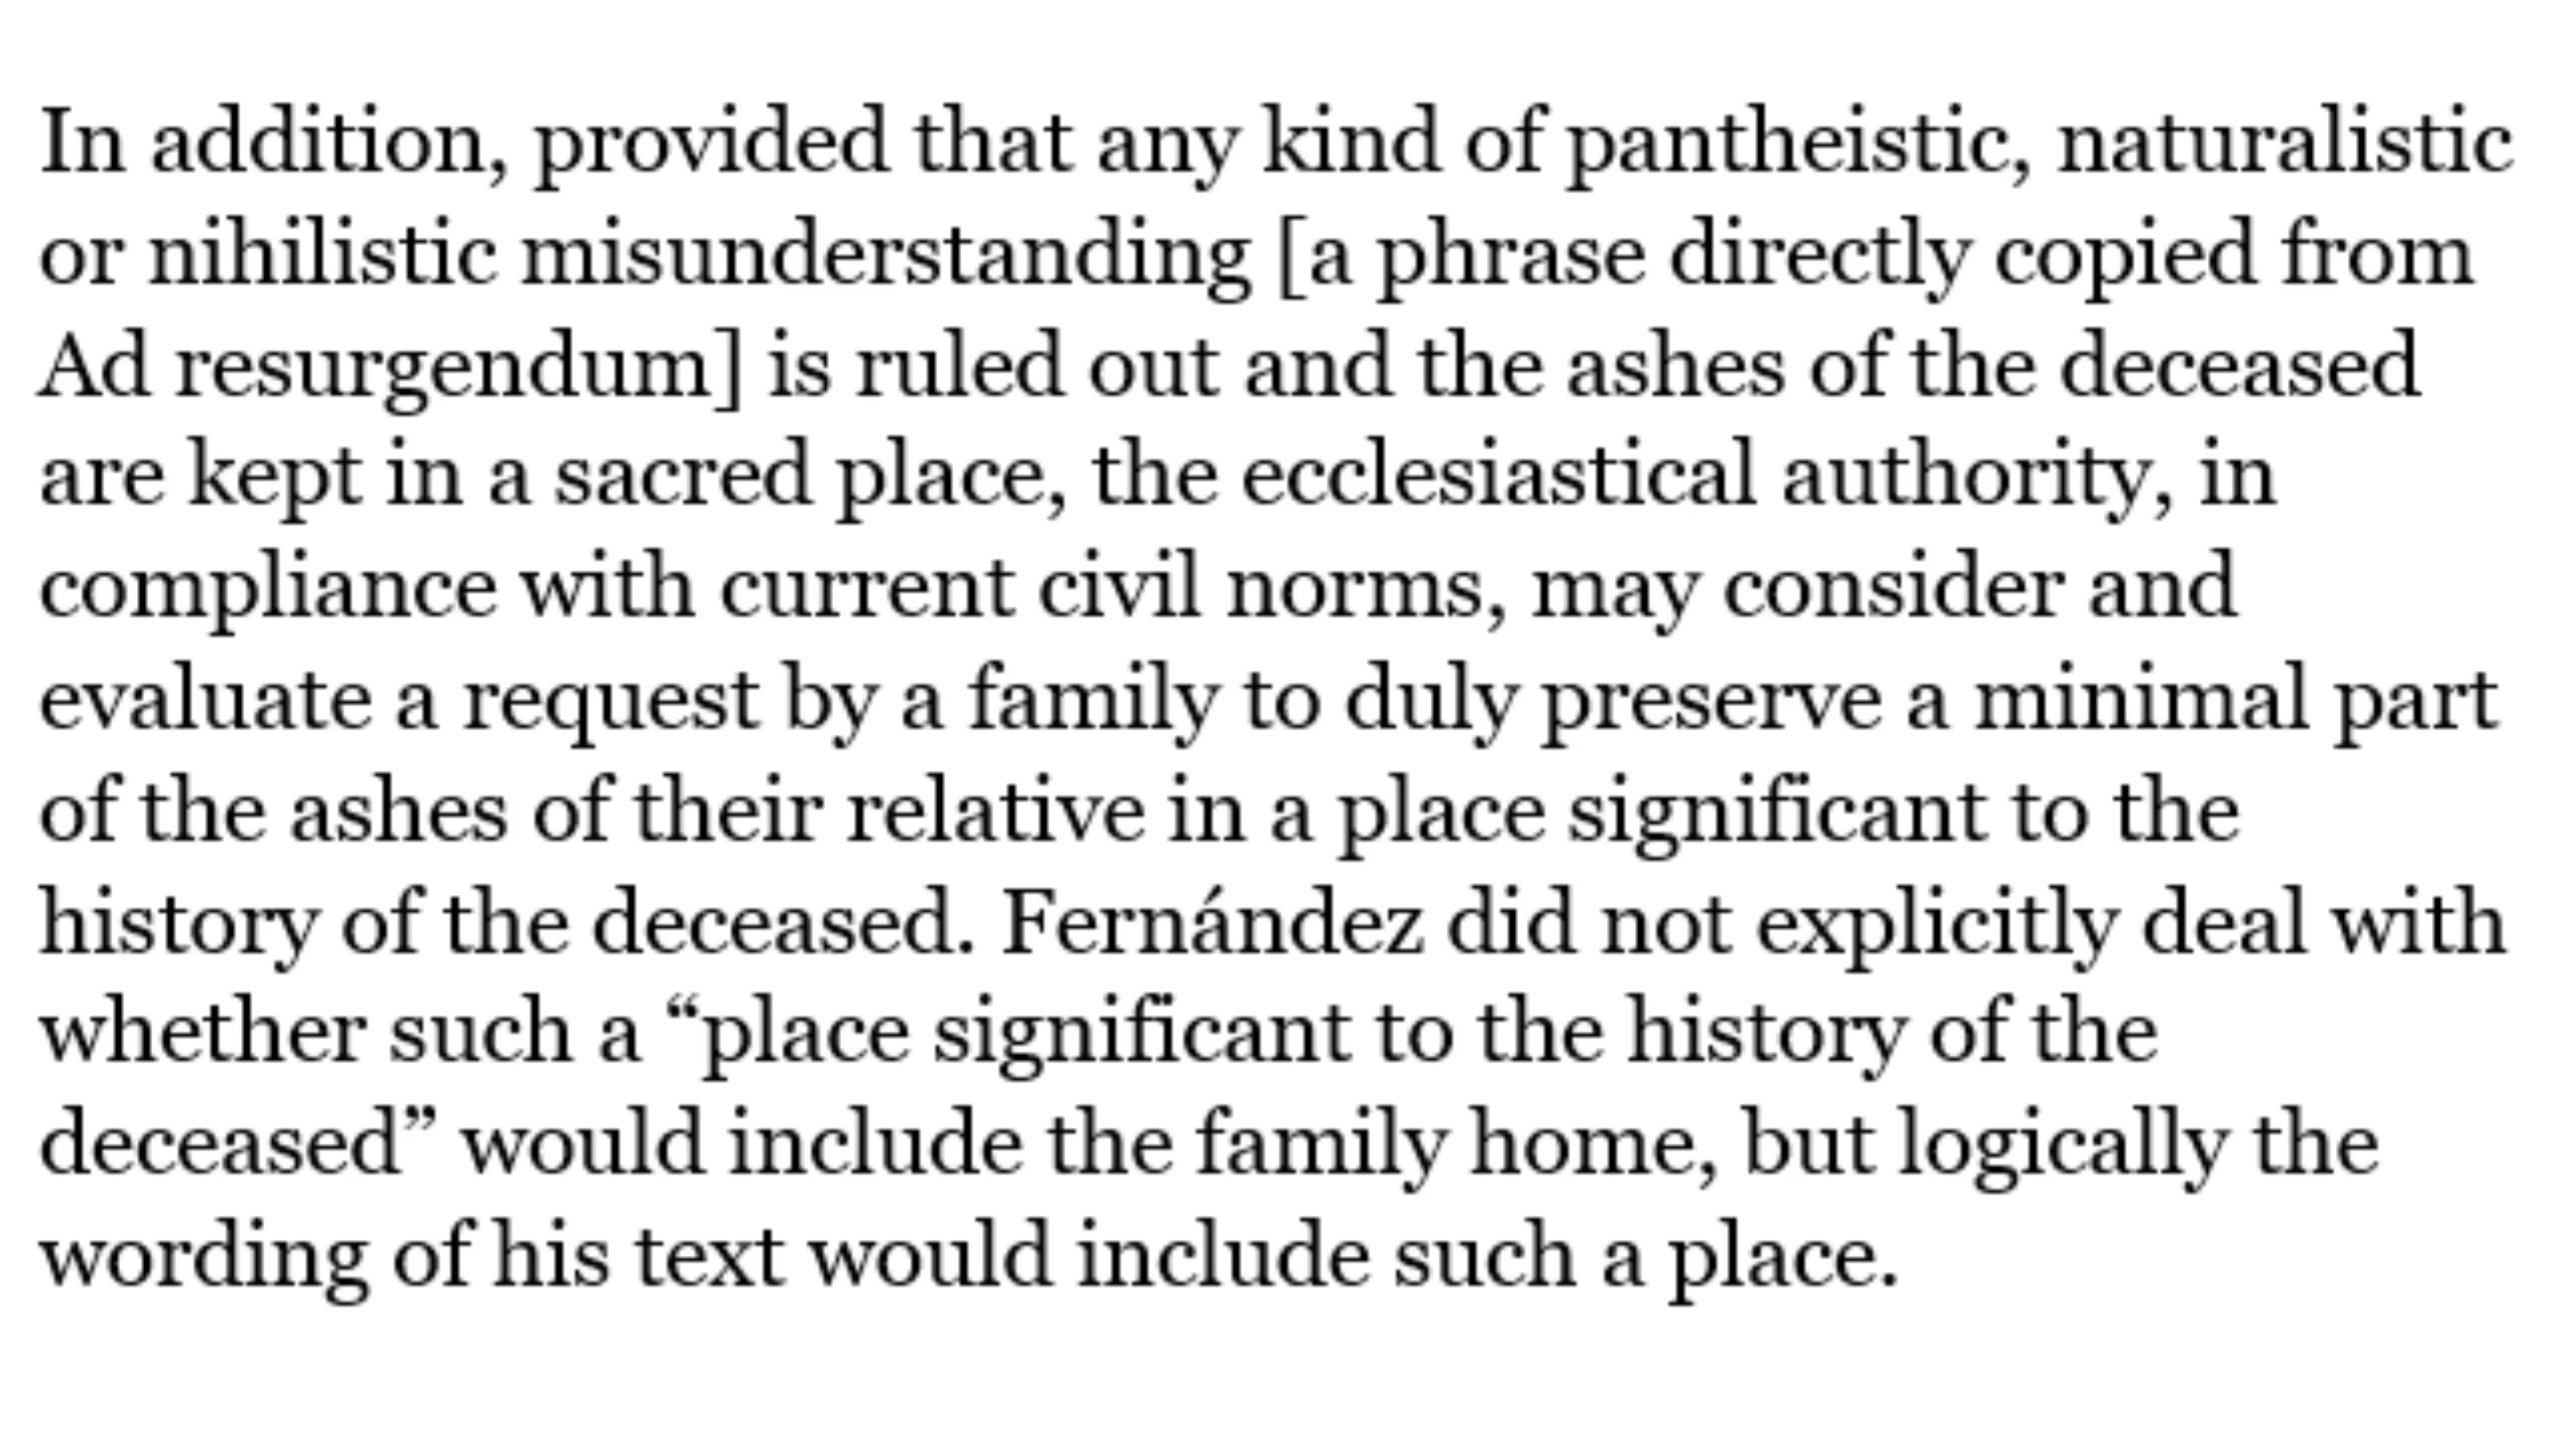 In addition, provided that any kind of pantheistic, naturalistic
or nihilistic misunderstanding [a phrase directly copied from
Ad resurgendum] is ruled out and the ashes of the deceased
are kept in a sacred place, the ecclesiastical authority, in
compliance with current civil norms, may consider and
evaluate a request by a family to duly preserve a minimal part
of the ashes of their relative in a place significant to the
history of the deceased. Fernández did not explicitly deal with
whether such a “place significant to the history of the
deceased” would include the family home, but logically the
wording of his text would include such a place.